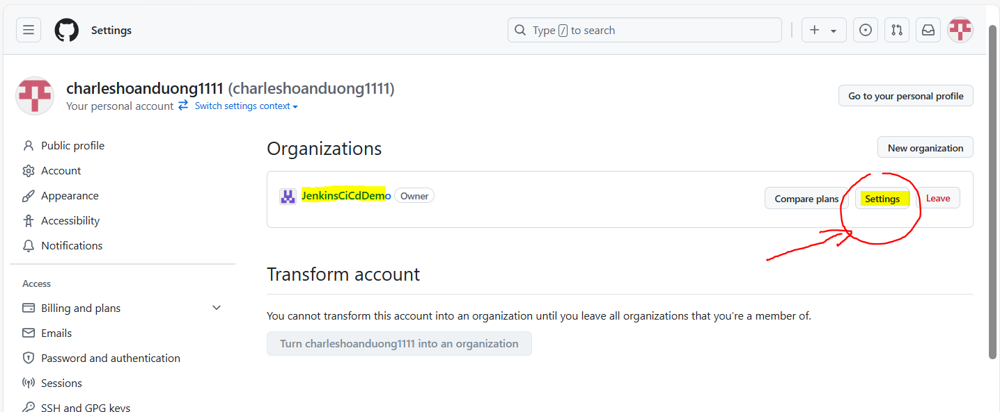 Settings
Type / to search
charleshoanduong1111 (charleshoanduong1111)
Your personal account Switch settings context
Go to your personal profile
Public profile
Account
Appearance
Accessibility
Notifications
Access
Billing and plans
Emails
Password and authentication
Sessions
SSH and GPG keys
Organizations
New organization
JenkinsCiCdDemo Owner
Compare plans Settings Leave
Transform account
You cannot transform this account into an organization until you leave all organizations that you’re a member of.
Turn charleshoanduong1111 into an organization